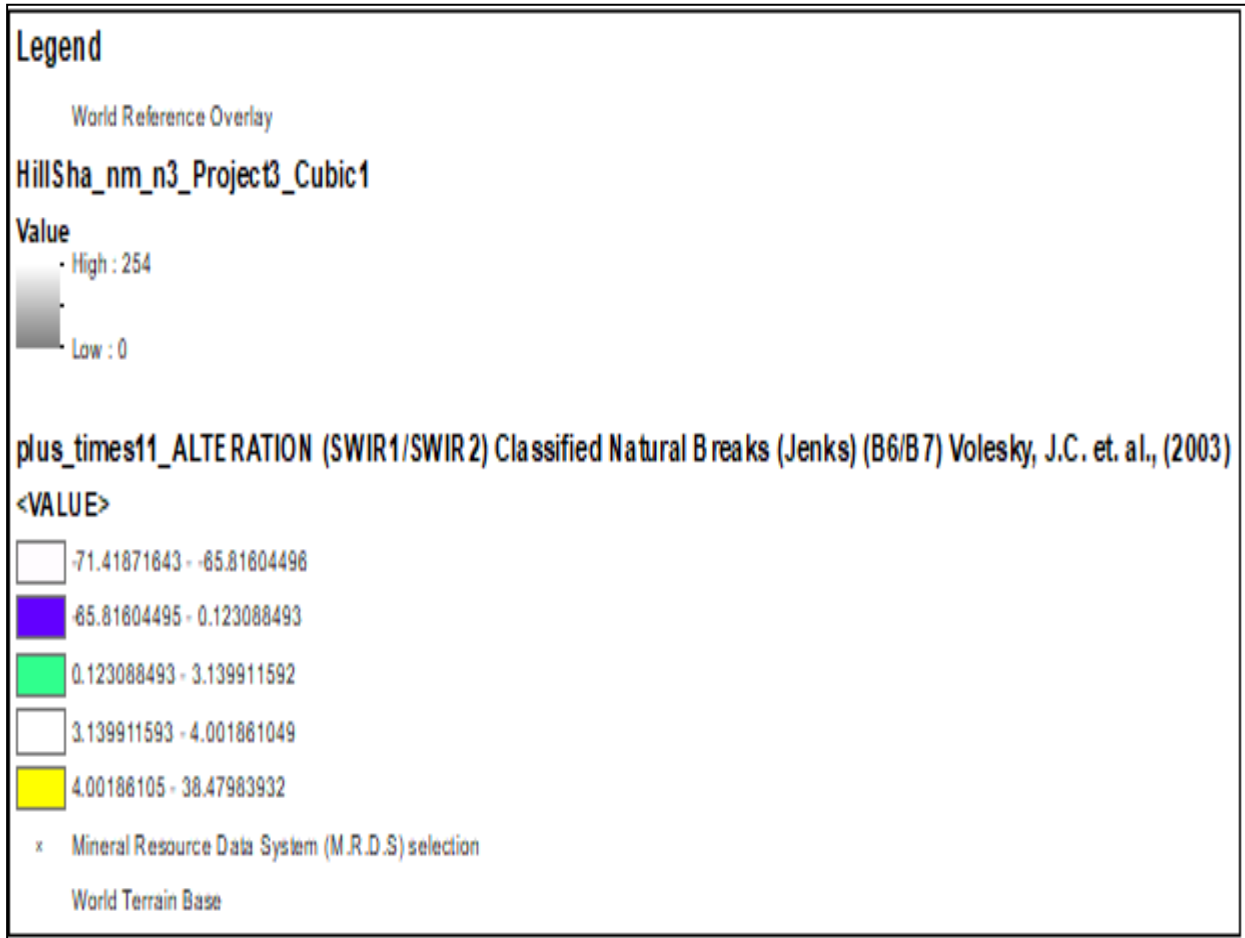 Legend
World Reference Overlay
HillSha_nm_n3_Project3_Cubic1
Value
High : 254
Low : 0
plus_times11_ALTERATION (SWIR1/SWIR2) Classified Natural Breaks (Jenks) (B6/B7) Volesky, J.C. et. al., (2003)
<VALUE>
-71.41871643 - -65.81604496
-65.81604495 - 0.123088493
0.123088493 - 3.139911592
3.139911593 - 4.001861049
4.00186105 - 38.47983932
x Mineral Resource Data System (M.R.D.S) selection
World Terrain Base